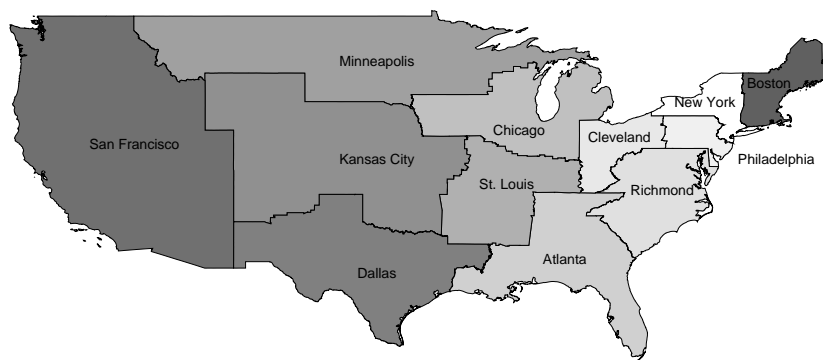 Minneapolis
Boston
New York
Chicago
Cleveland
San Francisco
Kansas City
Philadelphia
St. Louis
Richmond
Atlanta
Dallas